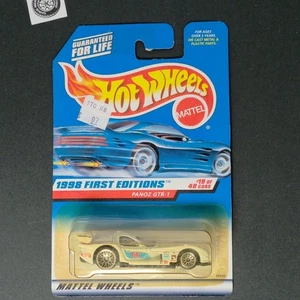 GUARANTEED
FOR LIFE
FOR AGES
OVER 3 YEARS.
DIE CAST METAL &
PLASTIC PARTS.
HOT WHEELS
MATTEL
1998 FIRST EDITIONS
PANOZ GTR-1
#18 OF
40 CARS
MATTEL WHEELS